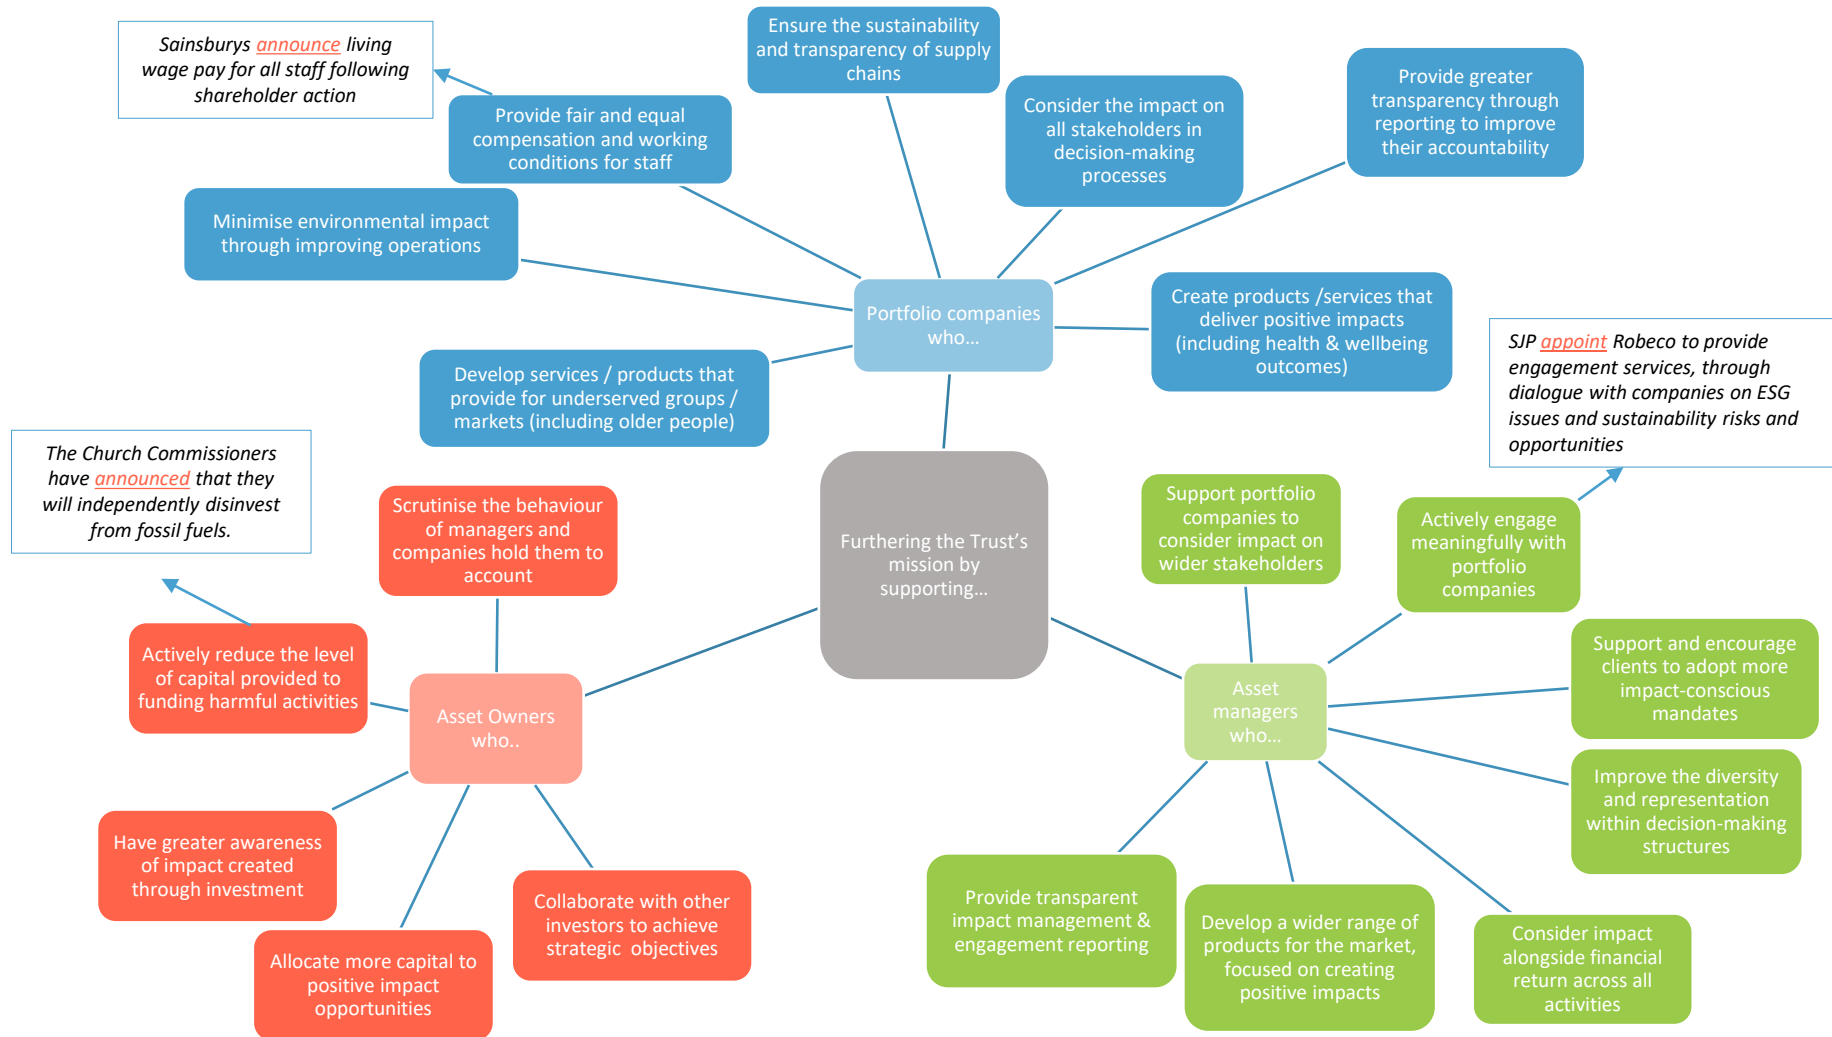 Sainsburys announce living
wage pay for all staff following
shareholder action
Ensure the sustainability
and transparency of supply
chains
Provide greater
transparency through
reporting to improve
their accountability
Consider the impact on
all stakeholders in
decision-making
processes
Provide fair and equal
compensation and working
conditions for staff
Minimise environmental impact
through improving operations
Portfolio companies
who…
Create products /services that
deliver positive impacts
(including health & wellbeing
outcomes)
Develop services / products that
provide for underserved groups /
markets (including older people)
SJP appoint Robeco to provide
engagement services, through
dialogue with companies on ESG
issues and sustainability risks and
opportunities
The Church Commissioners
have announced that they
will independently disinvest
from fossil fuels.
Scrutinise the behaviour
of managers and
companies hold them to
account
Furthering the Trust’s
mission by
supporting…
Support portfolio
companies to
consider impact on
wider stakeholders
Actively engage
meaningfully with
portfolio
companies
Actively reduce the level
of capital provided to
funding harmful activities
Asset Owners
who..
Asset
managers
who…
Support and encourage
clients to adopt more
impact-conscious
mandates
Improve the diversity
and representation
within decision-making
structures
Have greater awareness
of impact created
through investment
Collaborate with other
investors to achieve
strategic objectives
Allocate more capital to
positive impact
opportunities
Provide transparent
impact management &
engagement reporting
Develop a wider range of
products for the market,
focused on creating
positive impacts
Consider impact
alongside financial
return across all
activities